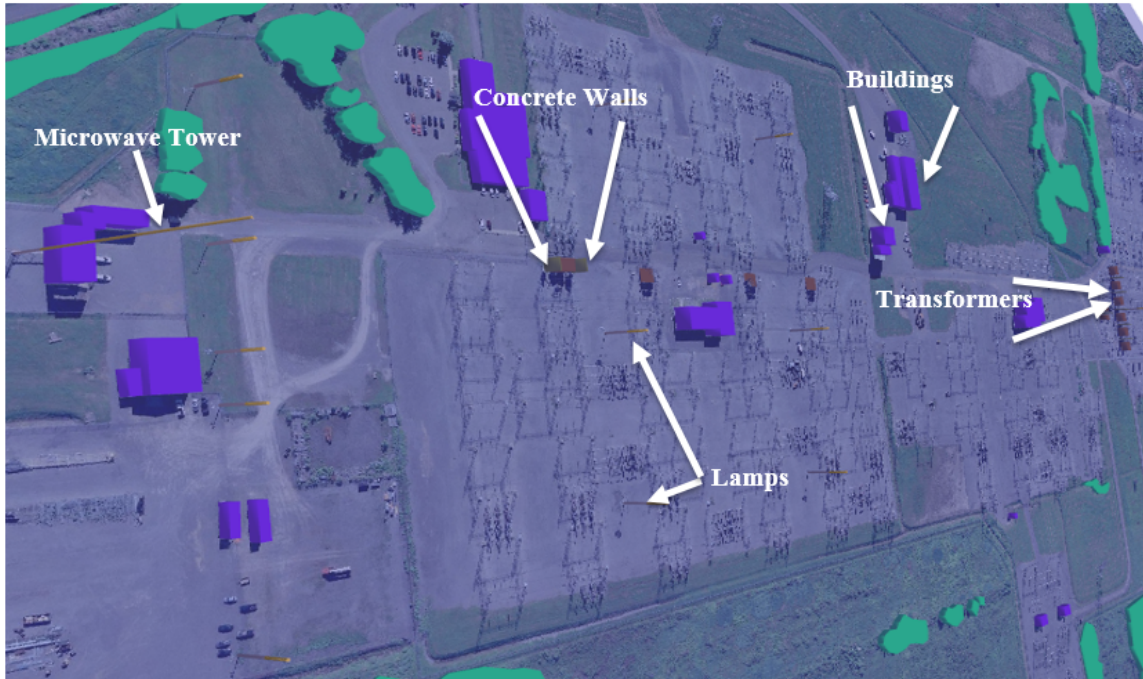 Buildings
Concrete Walls
Microwave Tower
Transformers
Lamps